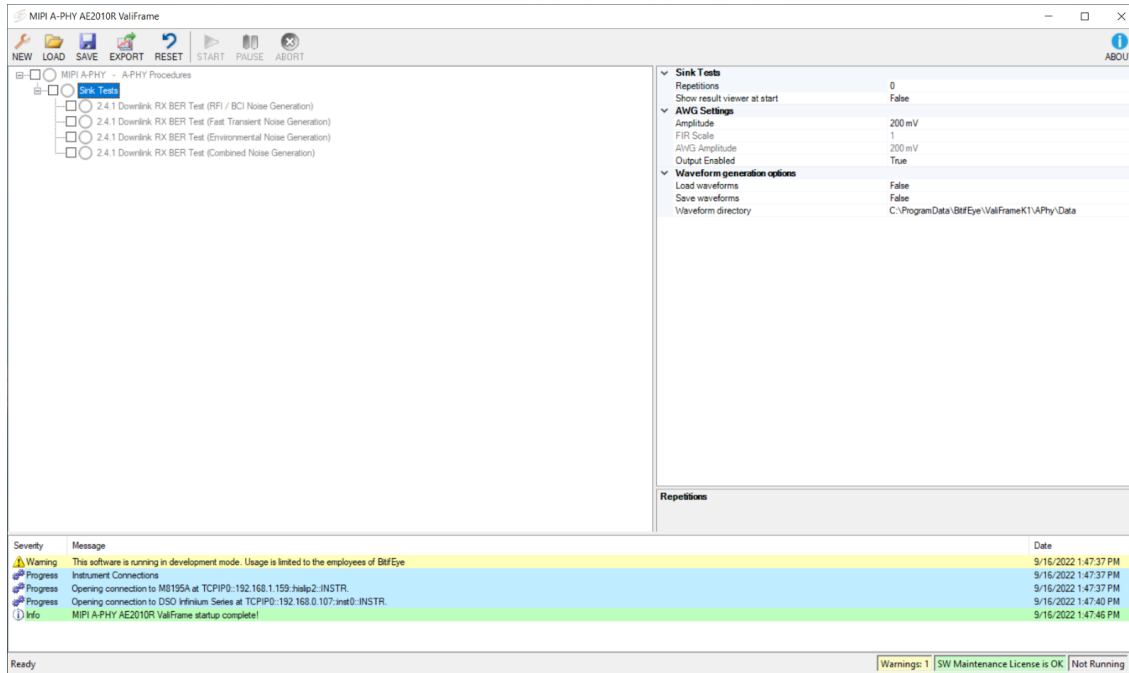 MIPI A-PHY AE2010R ValiFrame
NEW LOAD SAVE EXPORT RESET START PAUSE ABORT ABOU
MIPI A-PHY - A-PHY Procedures
Sink Tests
2.4.1 Downlink RX BER Test (RFI / BCI Noise Generation)
2.4.1 Downlink RX BER Test (Fast Transient Noise Generation)
2.4.1 Downlink RX BER Test (Environmental Noise Generation)
2.4.1 Downlink RX BER Test (Combined Noise Generation)
Sink Tests
Repetitions 0
Show result viewer at start False
AWG Settings
Amplitude 200 mV
FIR Scale 1
AWG Amplitude 200 mV
Output Enabled True
Waveform generation options
Load waveforms False
Save waveforms False
Waveform directory C:\ProgramData\BitifEye\ValiFrameK1\APhy\Data
Repetitions
Severity Message Date
Warning This software is running in development mode. Usage is limited to the employees of BitifEye 9/16/2022 1:47:37 PM
Progress Instrument Connections 9/16/2022 1:47:37 PM
Progress Opening connection to M8195A at TCPIP0::192.168.1.159::hislip2::INSTR. 9/16/2022 1:47:37 PM
Progress Opening connection to DSO Infiniium Series at TCPIP0::192.168.0.107::inst0::INSTR. 9/16/2022 1:47:40 PM
Info MIPI A-PHY AE2010R ValiFrame startup complete! 9/16/2022 1:47:46 PM
Ready Warnings: 1 SW Maintenance License is OK Not Running